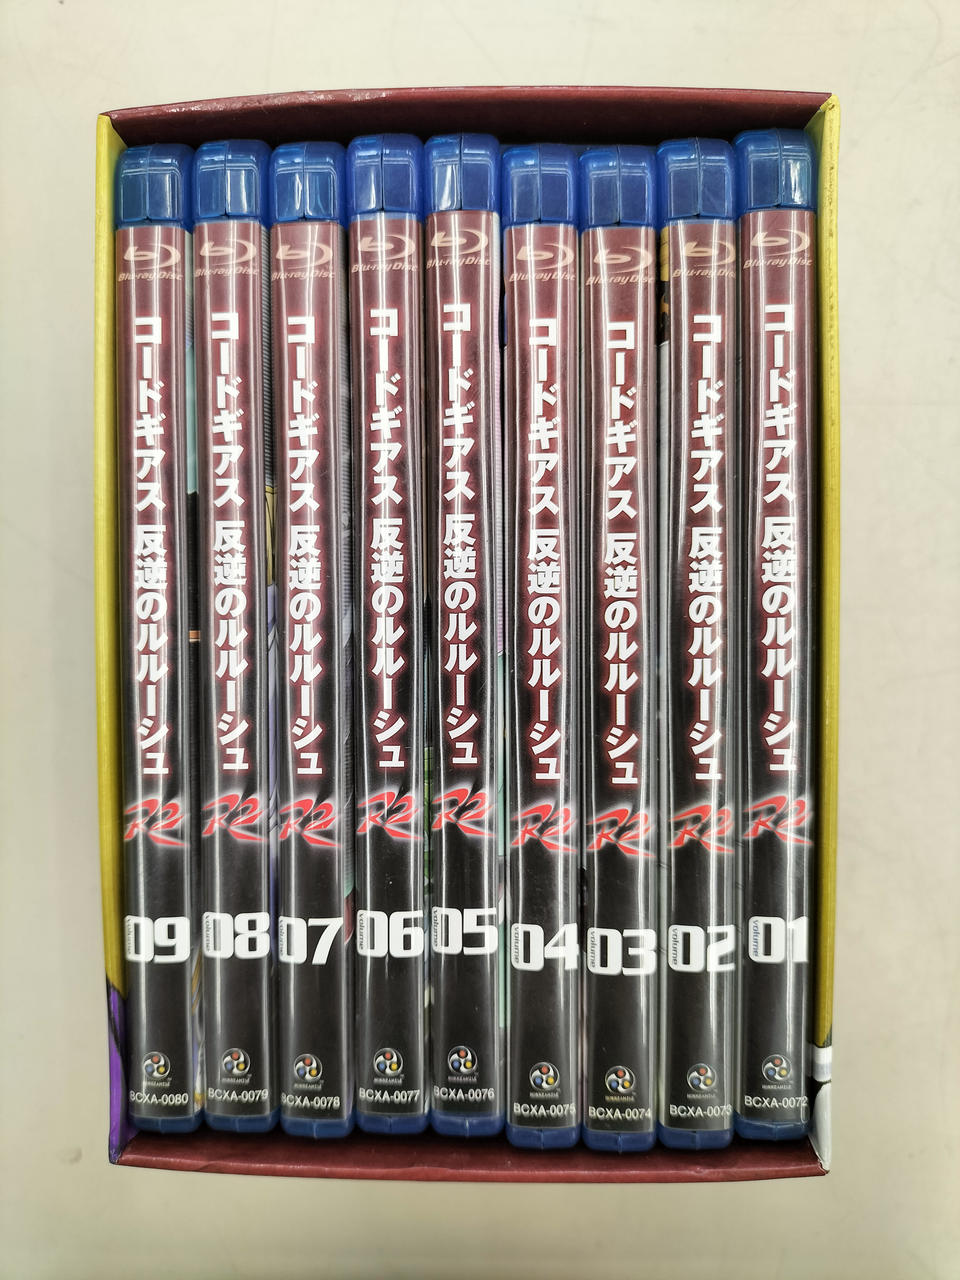 Blu-ray Disc
コードギアス 反逆のルルーシュ
R2
volume
09
BCXA-0080
Blu-ray Disc
コードギアス 反逆のルルーシュ
R2
volume
08
BCXA-0079
Blu-ray Disc
コードギアス 反逆のルルーシュ
R2
volume
07
BCXA-0078
Blu-ray Disc
コードギアス 反逆のルルーシュ
R2
volume
06
BCXA-0077
Blu-ray Disc
コードギアス 反逆のルルーシュ
R2
volume
05
BCXA-0076
Blu-ray Disc
コードギアス 反逆のルルーシュ
R2
volume
04
BCXA-0075
Blu-ray Disc
コードギアス 反逆のルルーシュ
R2
volume
03
BCXA-0074
Blu-ray Disc
コードギアス 反逆のルルーシュ
R2
volume
02
BCXA-0073
Blu-ray Disc
コードギアス 反逆のルルーシュ
R2
volume
01
BCXA-0072